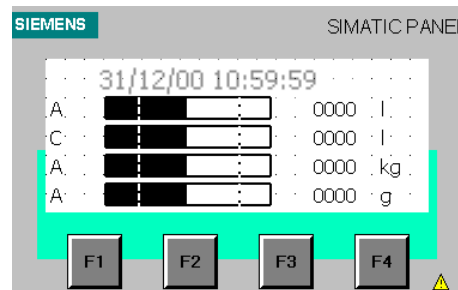 SIEMENS SIMATIC PANEL
31/12/00 10:59:59
A 0000 l
C 0000 l
A 0000 kg
A 0000 g
F1 F2 F3 F4